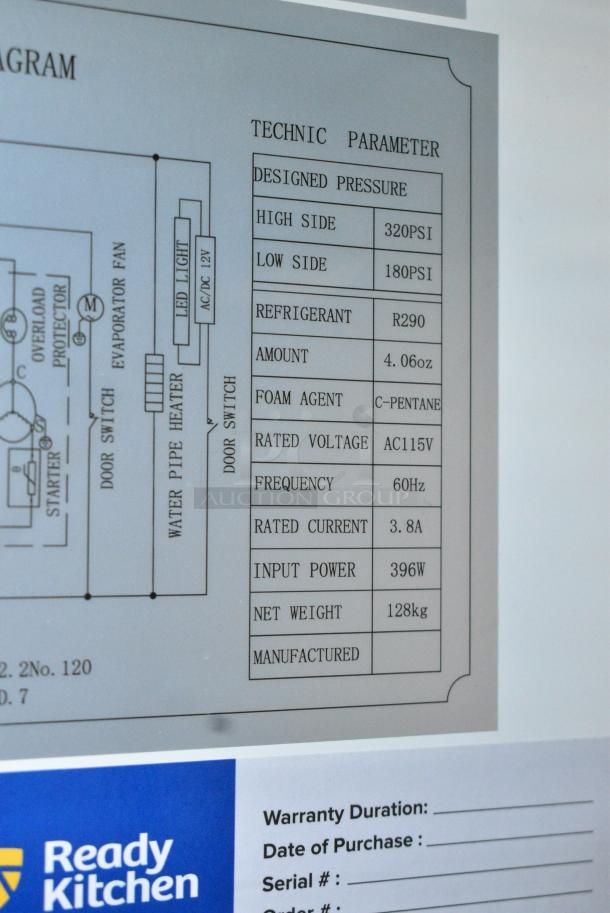 AGRAM
TECHNIC PARAMETER
DESIGNED PRESSURE
HIGH SIDE 320PSI
LOW SIDE 180PSI
REFRIGERANT R290
AMOUNT 4.06oz
FOAM AGENT C-PENTANE
RATED VOLTAGE AC115V
FREQUENCY 60Hz
RATED CURRENT 3.8A
INPUT POWER 396W
NET WEIGHT 128kg
MANUFACTURED
OVERLOAD
PROTECTOR
C
S
θ
STARTER
M
EVAPORATOR FAN
DOOR SWITCH
WATER PIPE HEATER
LED LIGHT
AC/DC 12V
DOOR SWITCH
AUCTION GROUP
2.2No.120
D.7
Ready
Kitchen
Warranty Duration:
Date of Purchase :
Serial # :
Order # :